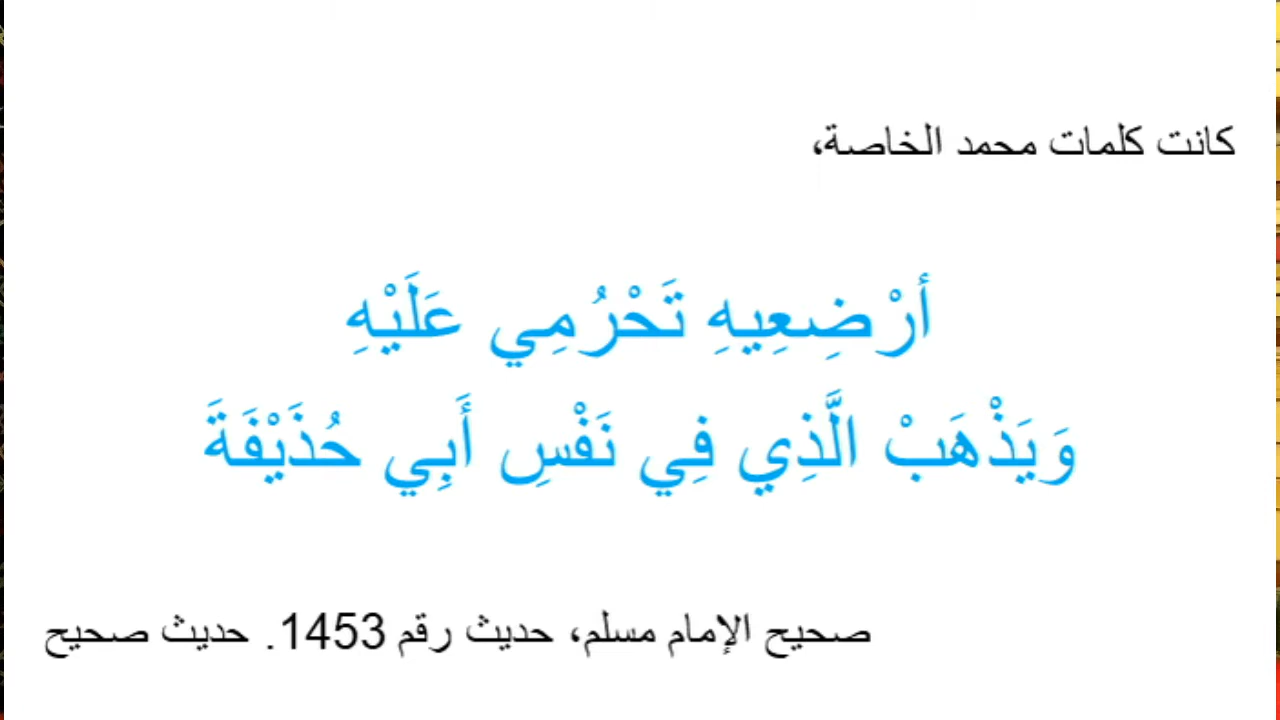 كانت كلمات محمد الخاصة،
أرْضِعِيهِ تَحْرُمِي عَلَيْهِ
وَيَذْهَبْ الَّذِي فِي نَفْسِ أَبِي حُذَيْفَةَ
صحيح الإمام مسلم، حديث رقم 1453. حديث صحيح